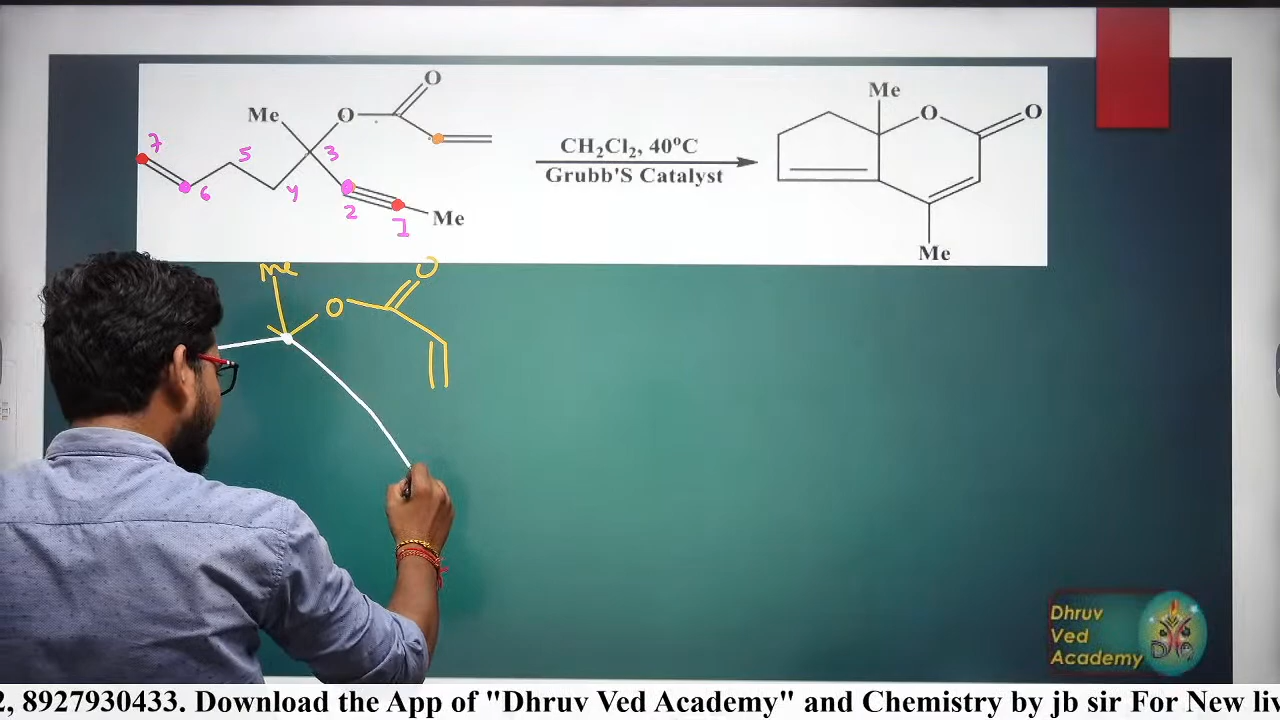 Me
O
O
7
5
3
6
4
2
1
Me
CH₂Cl₂, 40⁰C
Grubb'S Catalyst
Me
O
O
Me
Me
O
O
Dhruv
Ved
Academy
2, 8927930433. Download the App of "Dhruv Ved Academy" and Chemistry by jb sir For New liv